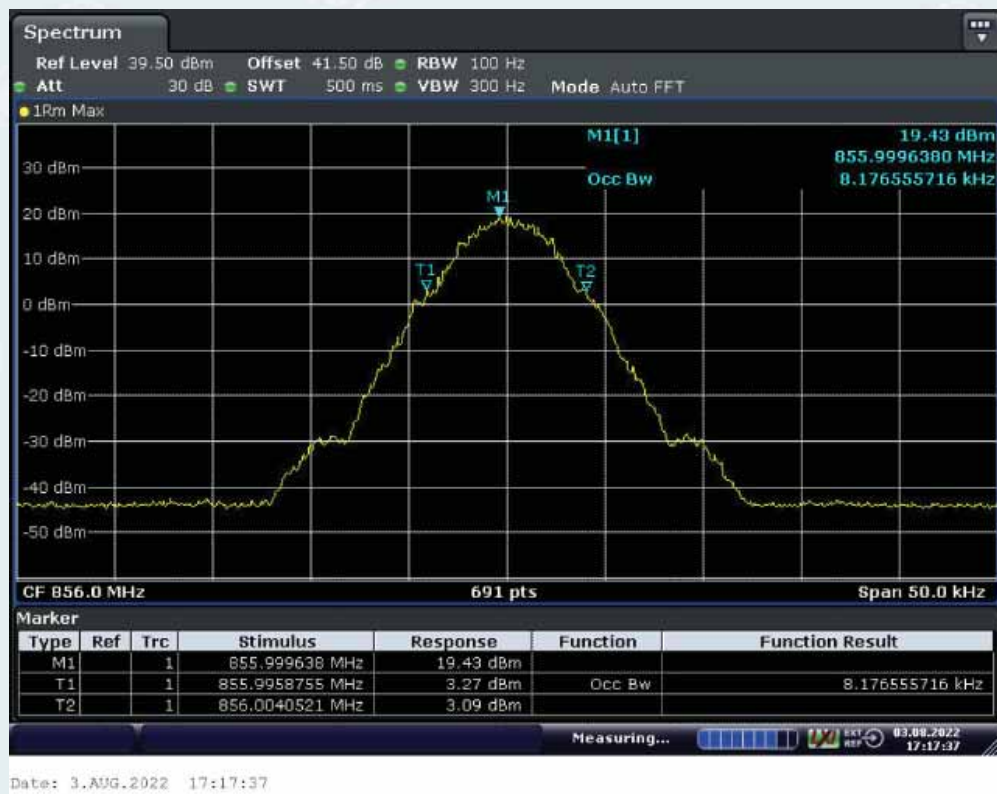 Spectrum
Ref Level 39.50 dBm Offset 41.50 dB RBW 100 Hz
Att 30 dB SWT 500 ms VBW 300 Hz Mode Auto FFT
1Rm Max
M1[1] 19.43 dBm
855.9996380 MHz
Occ Bw 8.176555716 kHz
30 dBm
M1
20 dBm
10 dBm
T1 T2
0 dBm
-10 dBm
-20 dBm
-30 dBm
-40 dBm
-50 dBm
CF 856.0 MHz 691 pts Span 50.0 kHz
Marker
Type Ref Trc Stimulus Response Function Function Result
M1 1 855.999638 MHz 19.43 dBm
T1 1 855.9958755 MHz 3.27 dBm Occ Bw 8.176555716 kHz
T2 1 856.0040521 MHz 3.09 dBm
Measuring... LXI EXT REF 03.08.2022
17:17:37
Date: 3.AUG.2022 17:17:37